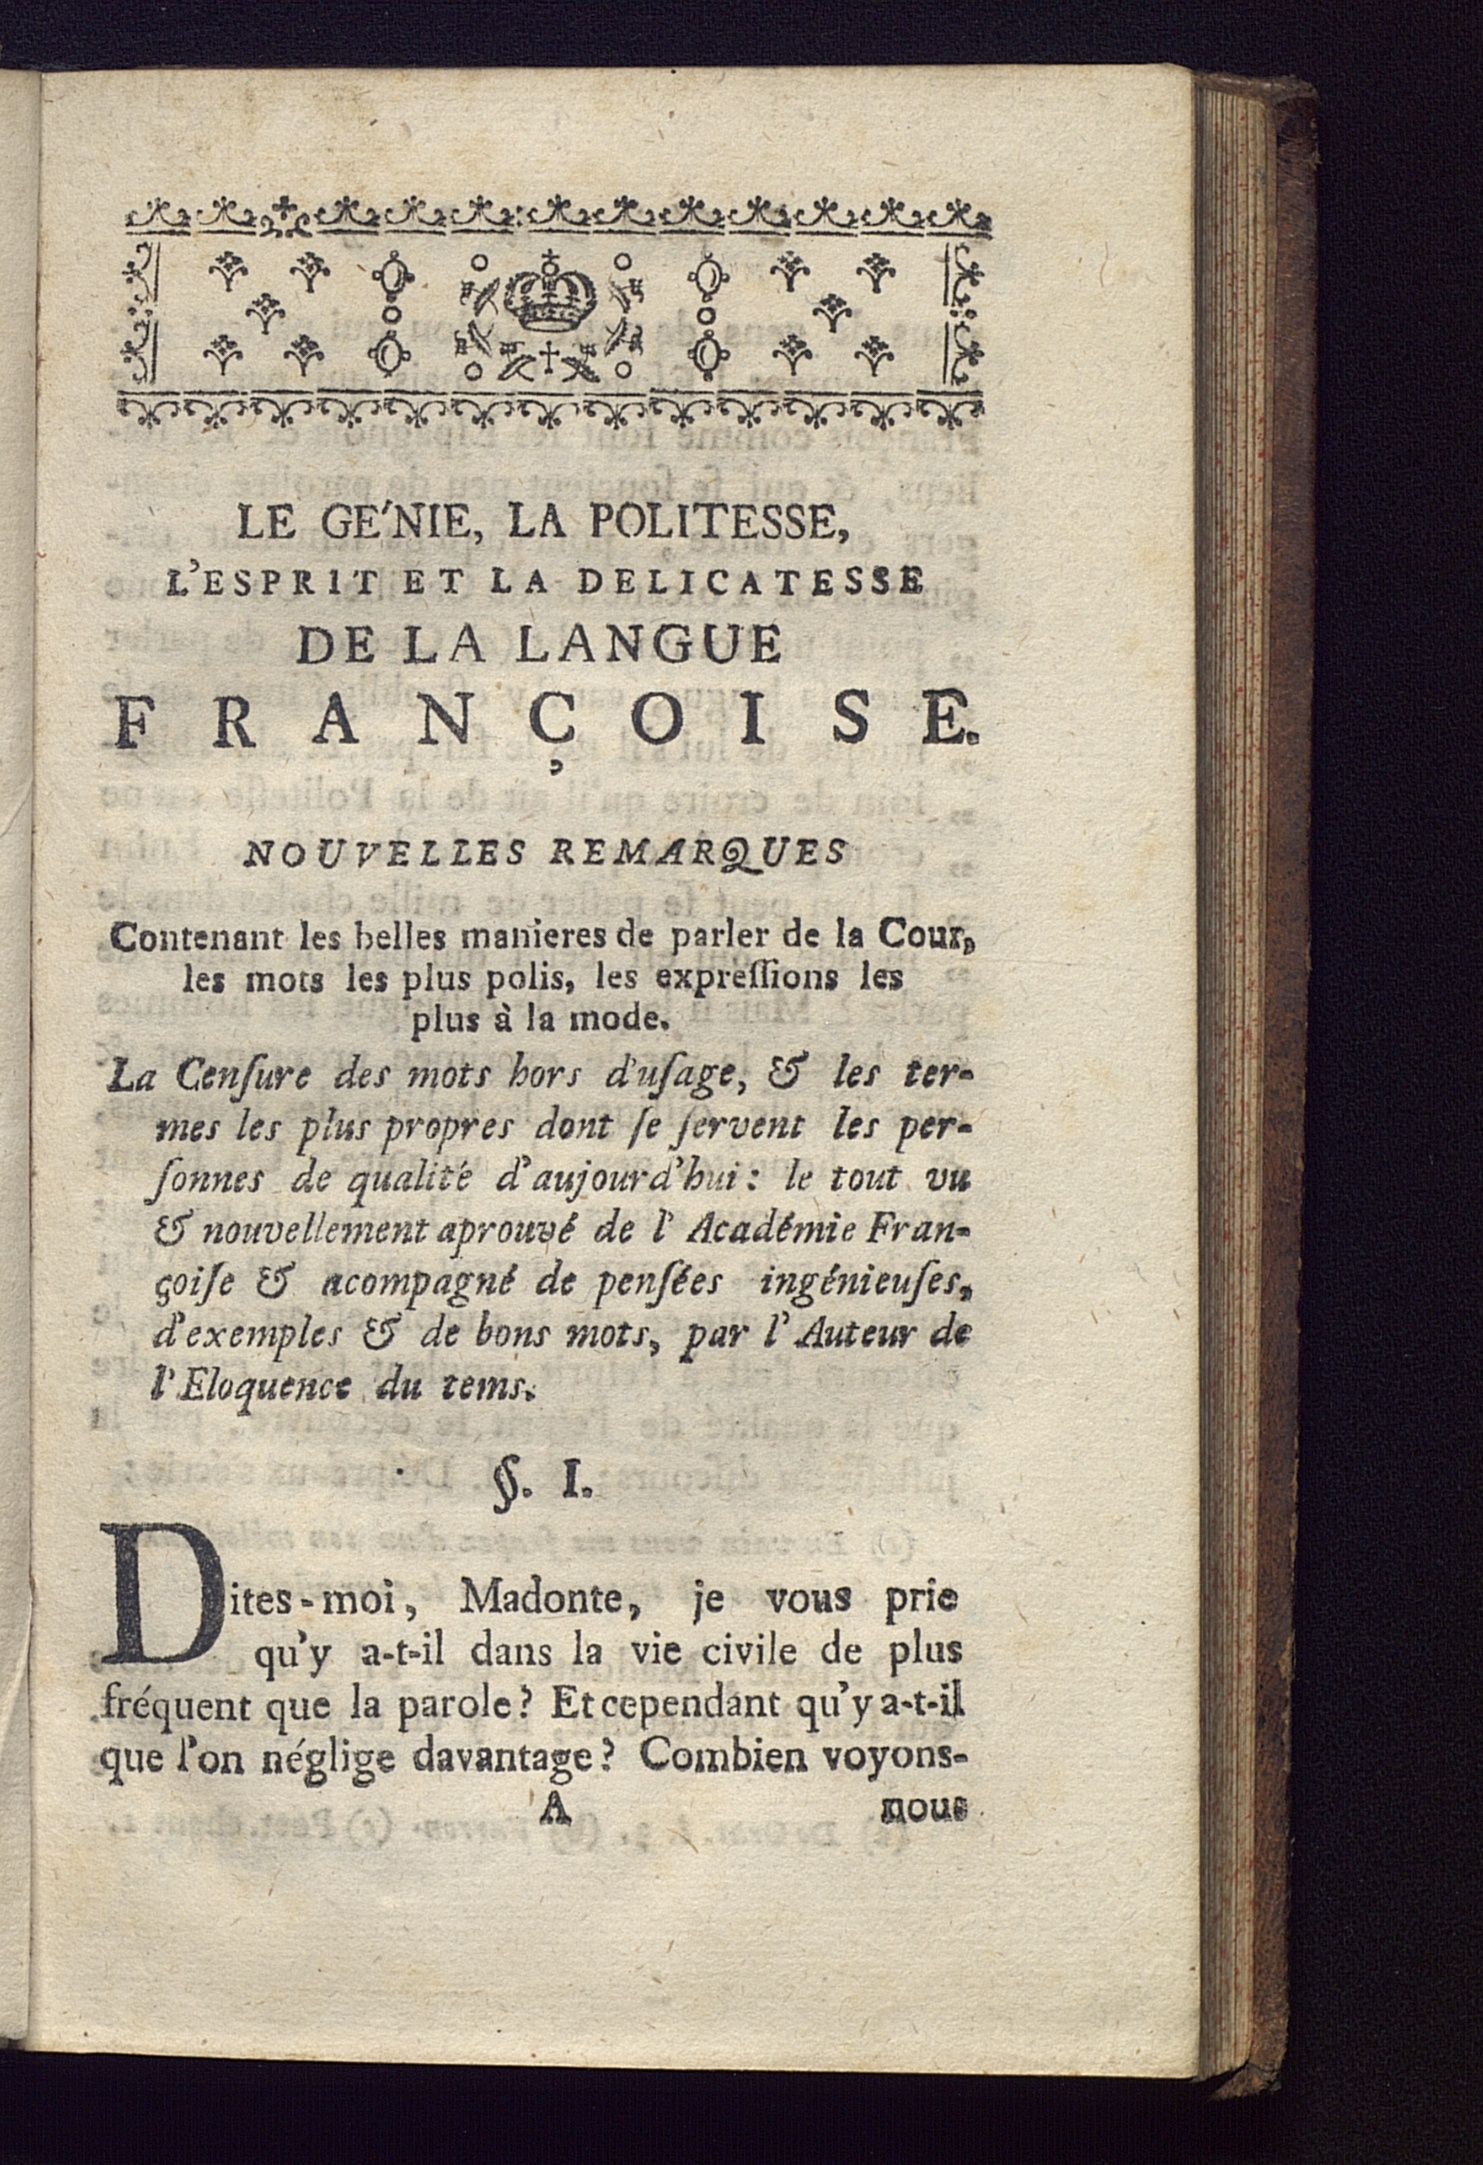 LE GE'NIE, LA POLITESSE,
L'ESPRIT ET LA DELICATESSE
DE LA LANGUE
FRANÇOISE.
NOUVELLES REMARQUES
Contenant les belles manieres de parler de la Cour,
les mots les plus polis, les expreſſions les
plus à la mode.
La Cenſure des mots hors d'uſage, & les ter-
mes les plus propres dont ſe ſervent les per-
ſonnes de qualité d'aujourd'hui: le tout vu
& nouvellement aprouvé de l'Académie Fran-
çoiſe & acompagné de penſées ingénieuſes,
d'exemples & de bons mots, par l'Auteur de
l'Eloquence du tems.
§. I.
Dites-moi, Madonte, je vous prie
qu'y a-t-il dans la vie civile de plus
fréquent que la parole? Et cependant qu'y a-t-il
que l'on néglige davantage? Combien voyons-
A nous